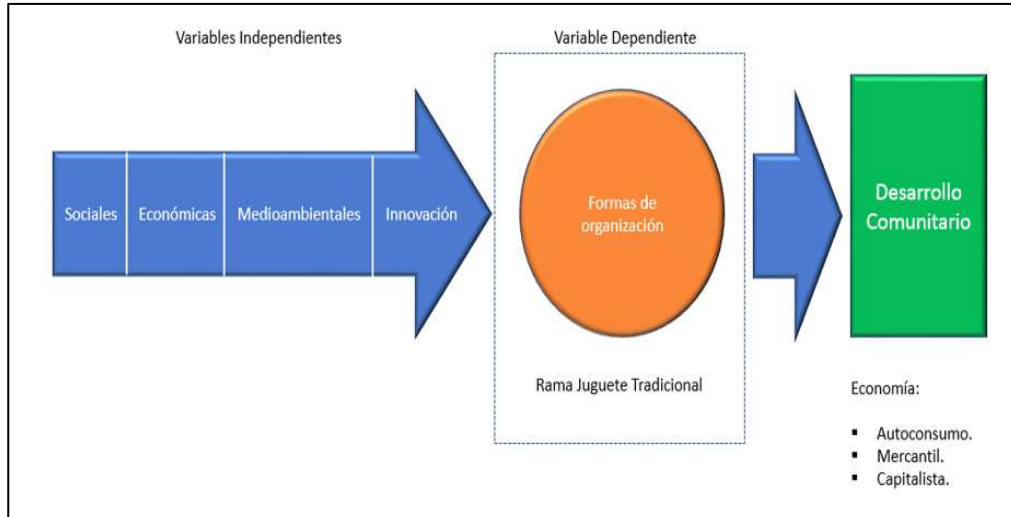 Variables Independientes
Variable Dependiente
Sociales
Económicas
Medioambientales
Innovación
Formas de
organización
Desarrollo
Comunitario
Rama Juguete Tradicional
Economía:
▪ Autoconsumo.
▪ Mercantil.
▪ Capitalista.